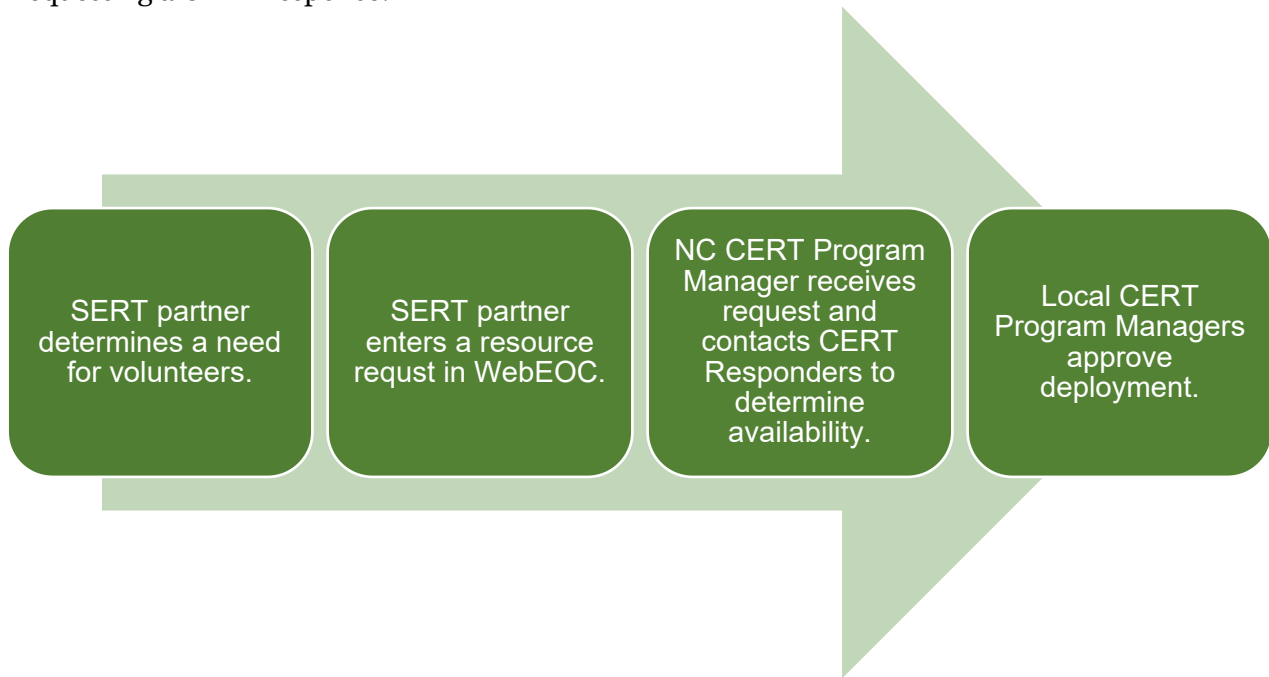 SERT partner
determines a need
for volunteers.
SERT partner
enters a resource
requst in WebEOC.
NC CERT Program
Manager receives
request and
contacts CERT
Responders to
determine
availability.
Local CERT
Program Managers
approve
deployment.